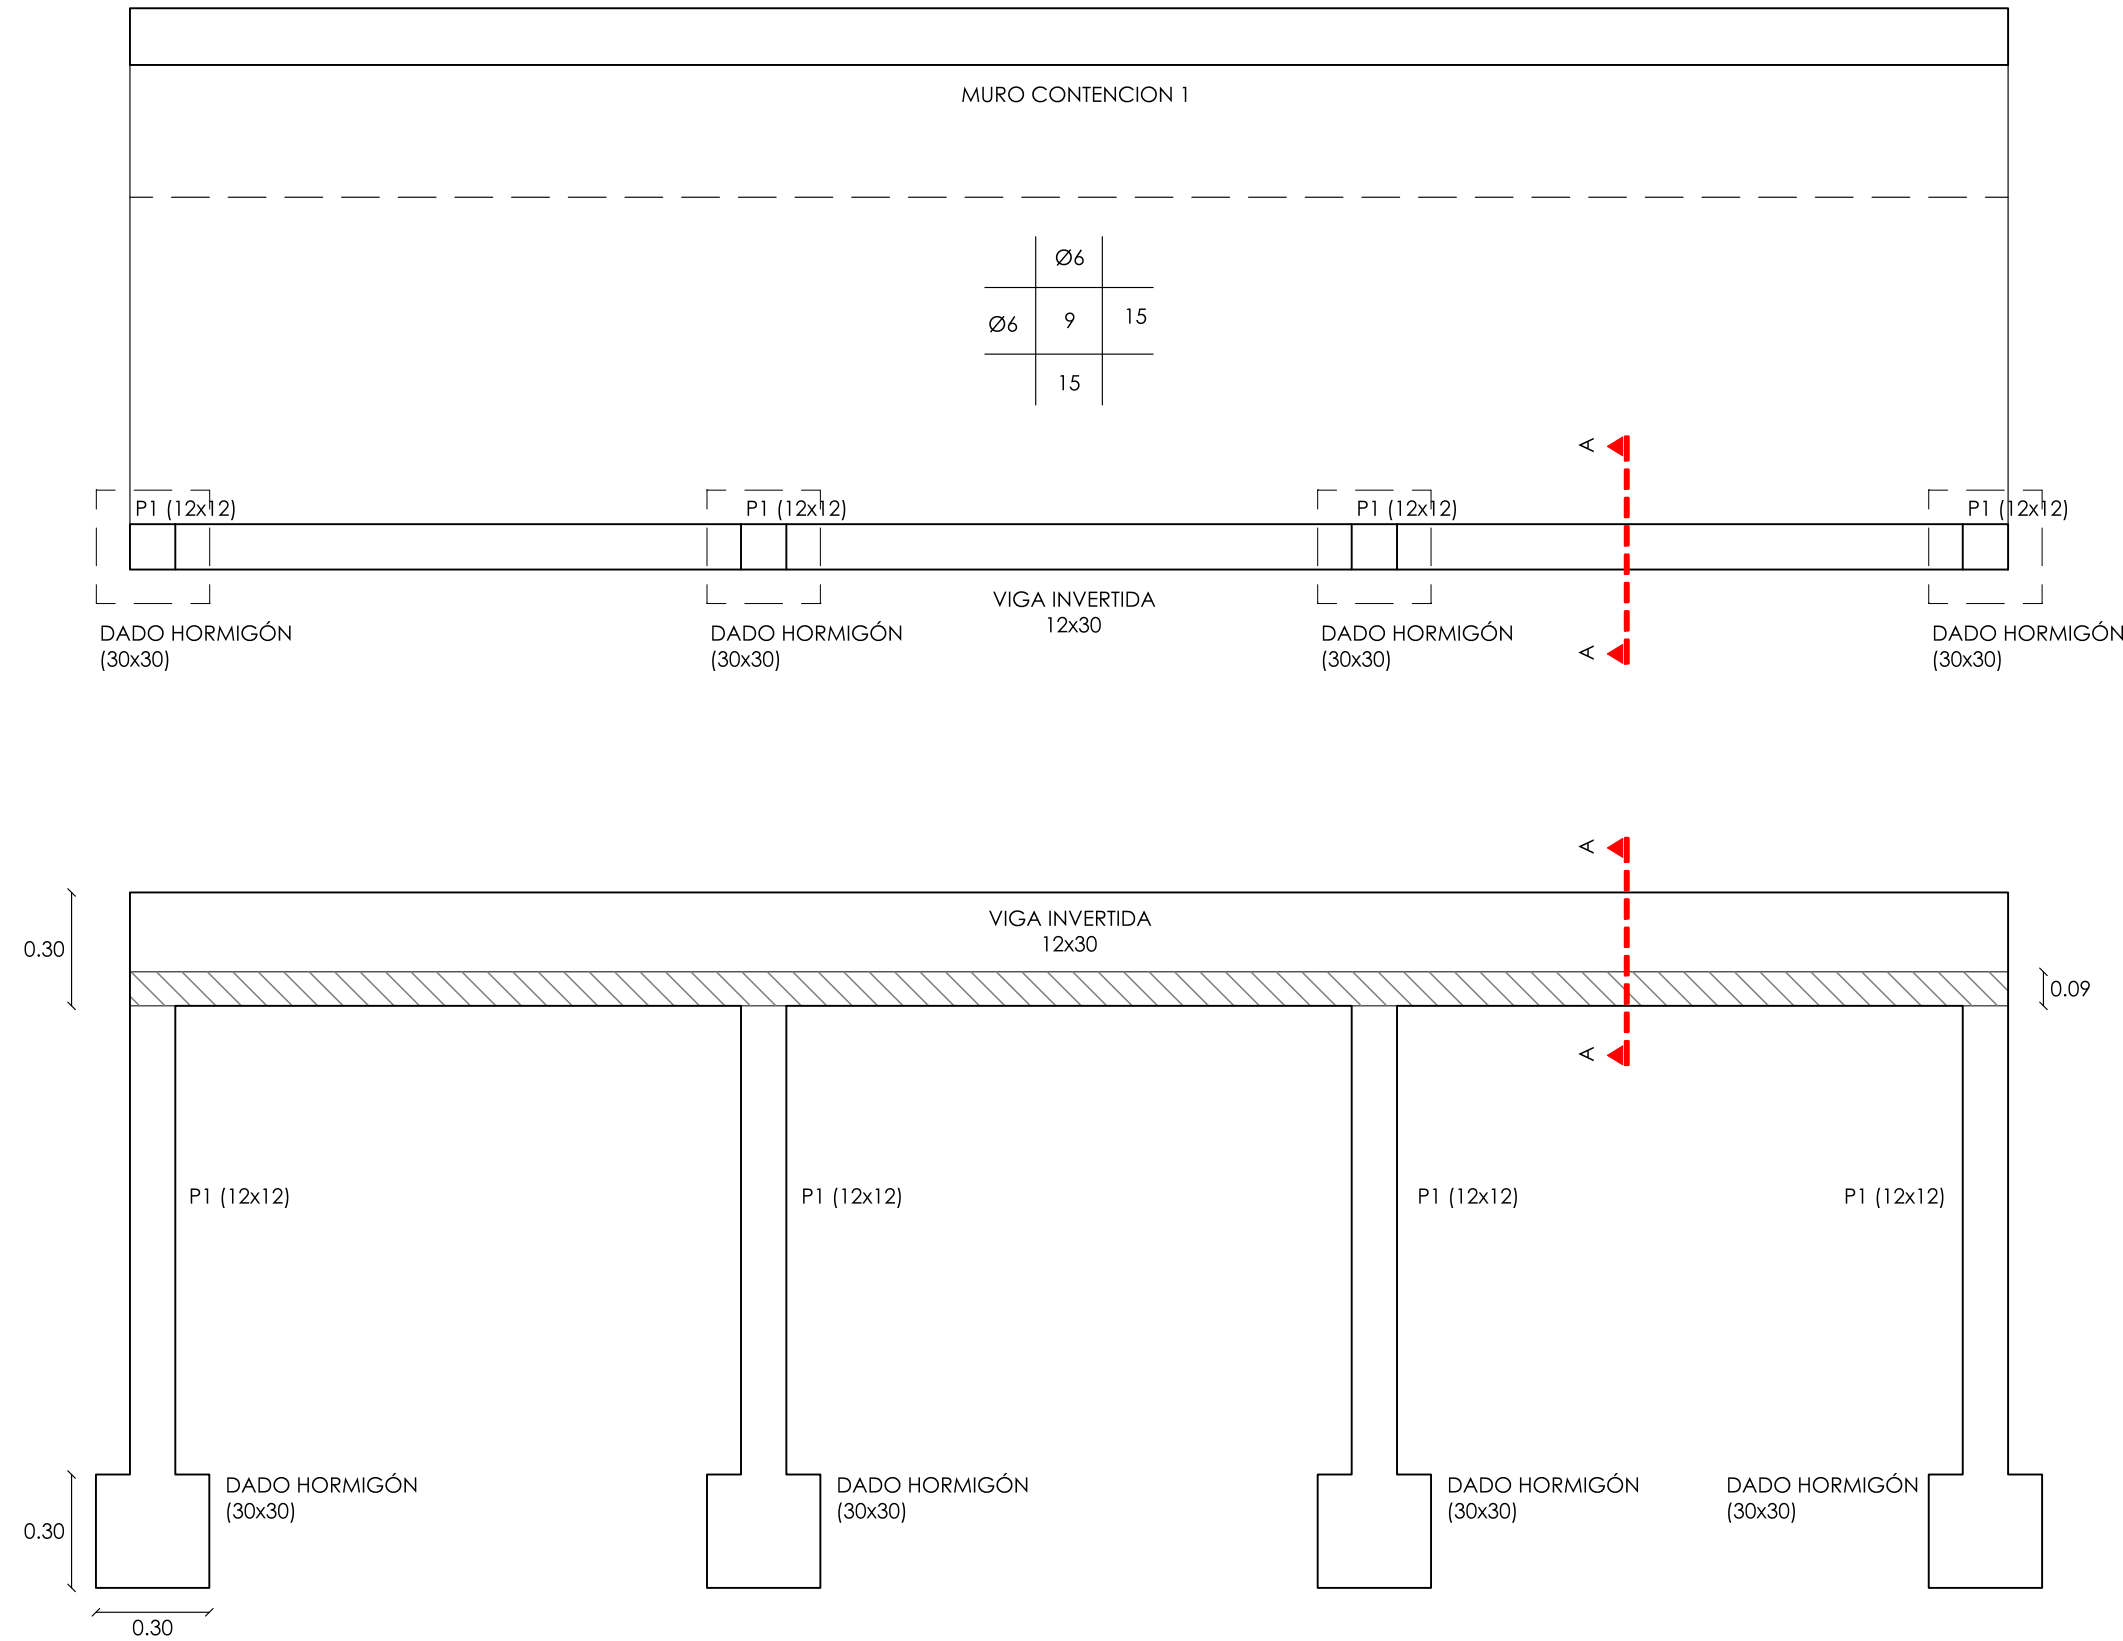 MURO CONTENCION 1
Ø6
Ø6
9
15
15
A
P1 (12x12)
P1 (12x12)
P1 (12x12)
P1 (12x12)
VIGA INVERTIDA
12x30
A
DADO HORMIGÓN
(30x30)
DADO HORMIGÓN
(30x30)
DADO HORMIGÓN
(30x30)
DADO HORMIGÓN
(30x30)
A
VIGA INVERTIDA
12x30
0.30
0.09
A
P1 (12x12)
P1 (12x12)
P1 (12x12)
P1 (12x12)
DADO HORMIGÓN
(30x30)
DADO HORMIGÓN
(30x30)
DADO HORMIGÓN
(30x30)
DADO HORMIGÓN
(30x30)
0.30
0.30